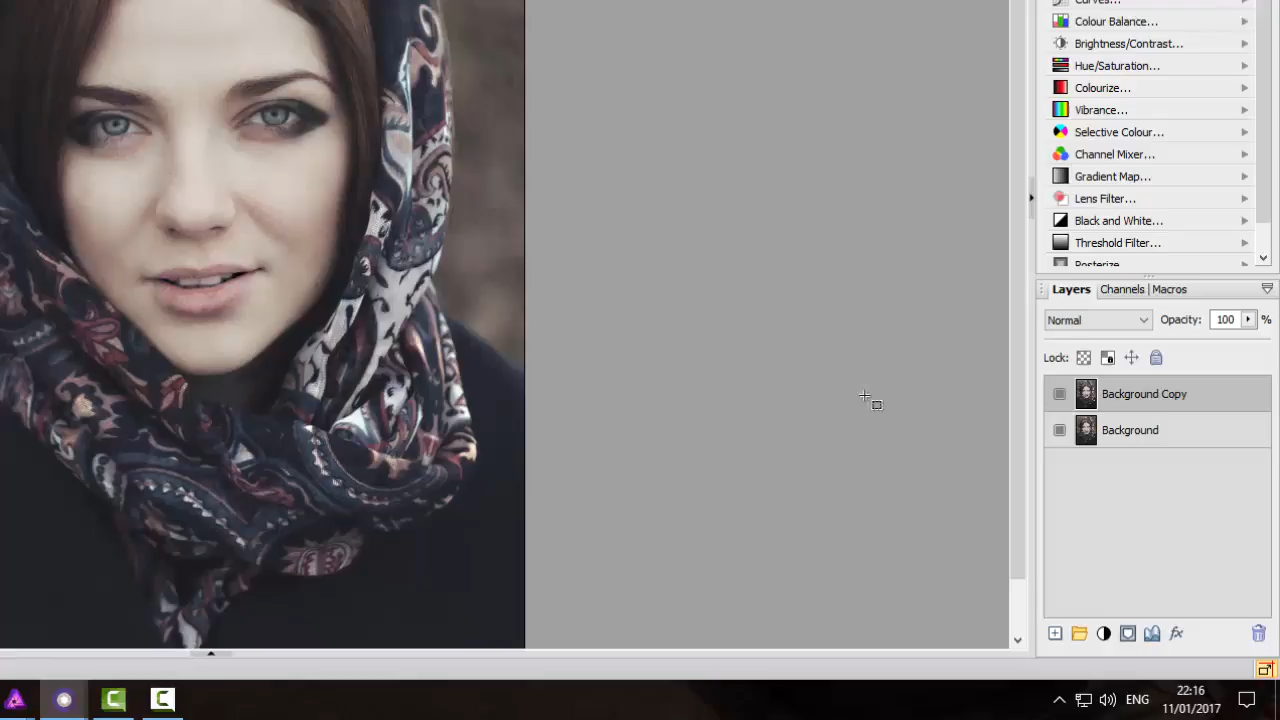 Curves...
Colour Balance...
Brightness/Contrast...
Hue/Saturation...
Colourize...
Vibrance...
Selective Colour...
Channel Mixer...
Gradient Map...
Lens Filter...
Black and White...
Threshold Filter...
Posterize
Layers Channels | Macros
Normal Opacity: 100 %
Lock:
Background Copy
Background
fx
ENG 22:16
11/01/2017